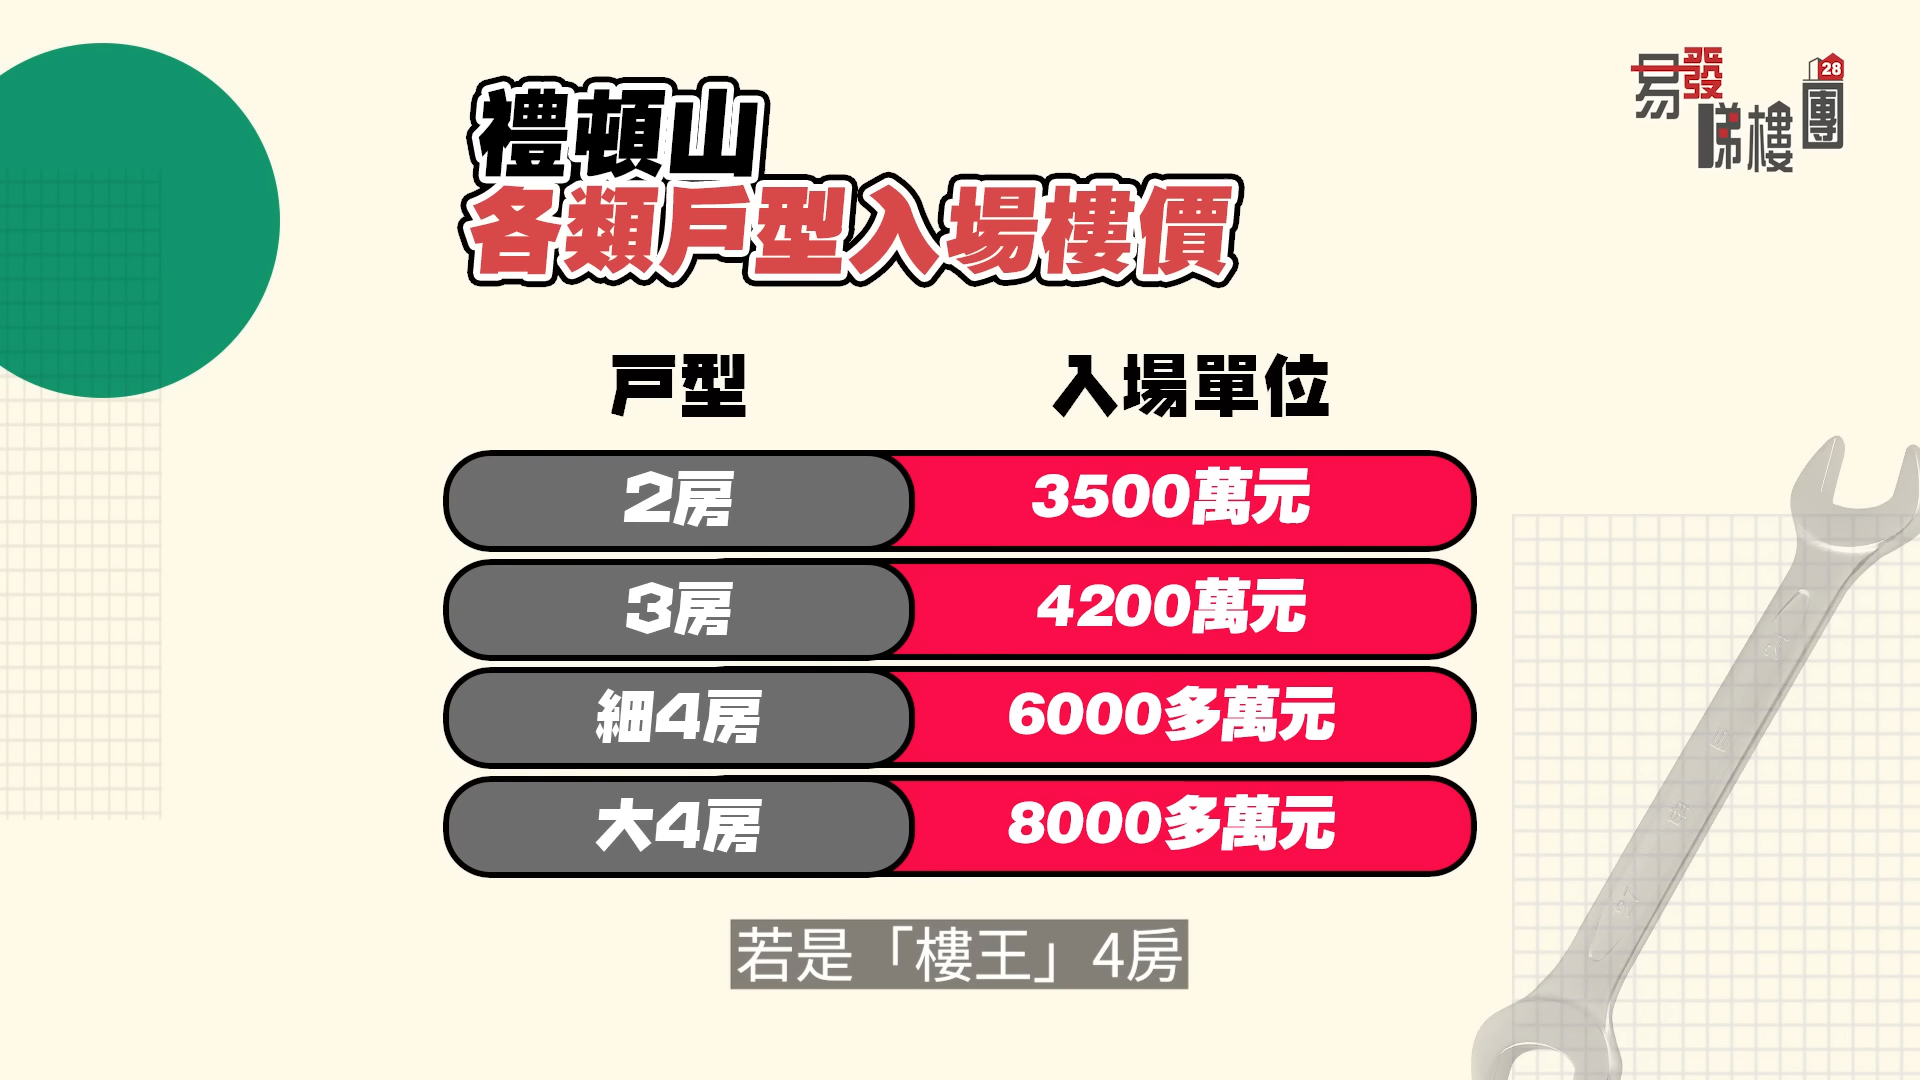 易發睇樓團
28
禮頓山
各類戶型入場樓價
戶型 入場單位
2房 3500萬元
3房 4200萬元
細4房 6000多萬元
大4房 8000多萬元
若是「樓王」4房